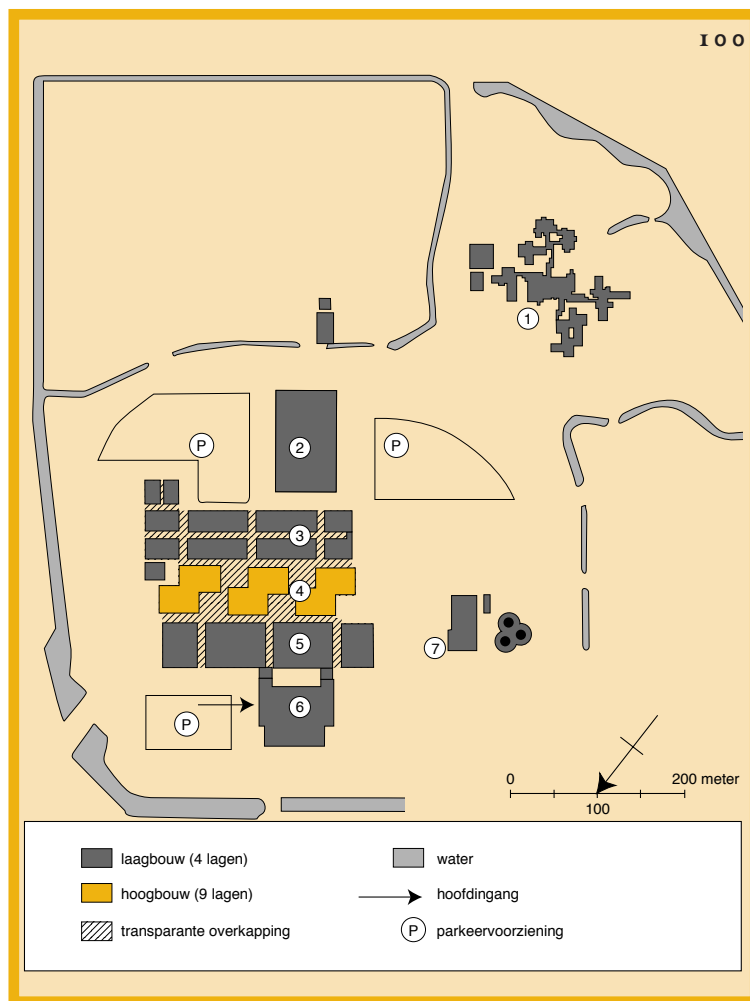 100
1
P
2
P
3
4
5
7
6
P
0
200 meter
100
laagbouw (4 lagen)
water
hoogbouw (9 lagen)
hoofdingang
transparante overkapping
P
parkeervoorziening